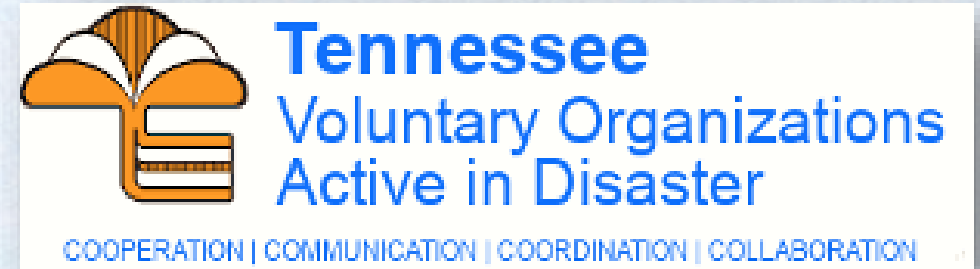 Tennessee
Voluntary Organizations
Active in Disaster
COOPERATION | COMMUNICATION | COORDINATION | COLLABORATION